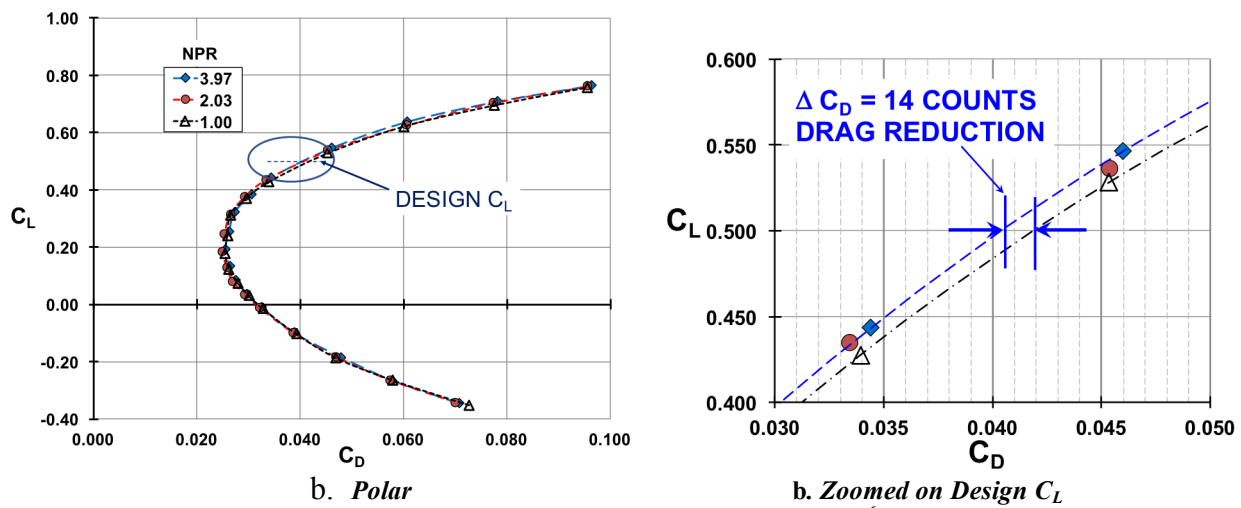 1.00
0.80
0.60
0.40
0.20
0.00
-0.20
-0.40
CL
NPR
3.97
2.03
1.00
DESIGN CL
0.000
0.020
0.040
0.060
0.080
0.100
CD
b. Polar
0.600
0.550
0.500
0.450
0.400
CL
Δ CD = 14 COUNTS
DRAG REDUCTION
0.030
0.035
0.040
0.045
0.050
CD
b. Zoomed on Design CL